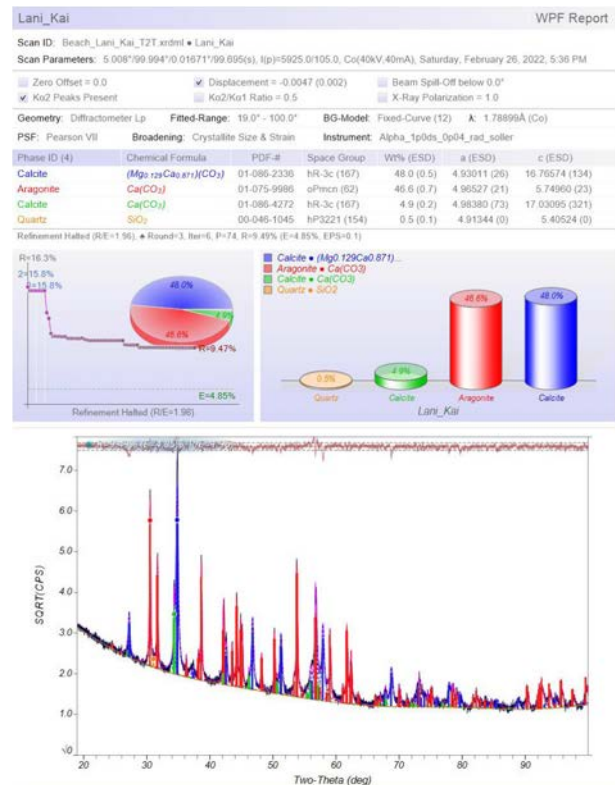 Lani_Kai WPF Report
Scan ID: Beach_Lani_Kai_T2T.xrdml ● Lani_Kai
Scan Parameters: 5.008°/99.994°/0.01671°/99.695(s), I(p)=5925.0/105.0, Co(40kV,40mA), Saturday, February 26, 2022, 5:36 PM
Zero Offset = 0.0 Displacement = -0.0047 (0.002) Beam Spill-Off below 0.0°
Kα2 Peaks Present Kα2/Kα1 Ratio = 0.5 X-Ray Polarization = 1.0
Geometry: Diffractometer Lp Fitted-Range: 19.0° - 100.0° BG-Model: Fixed-Curve (12) λ: 1.78899Å (Co)
PSF: Pearson VII Broadening: Crystallite Size & Strain Instrument: Alpha_1p0ds_0p04_rad_soller
Phase ID (4) Chemical Formula PDF-# Space Group Wt% (ESD) a (ESD) c (ESD)
Calcite (Mg0.129Ca0.871)(CO3) 01-086-2336 hR-3c (167) 48.0 (0.5) 4.93011 (26) 16.76574 (134)
Aragonite Ca(CO3) 01-075-9986 oPmcn (62) 46.6 (0.7) 4.96527 (21) 5.74960 (23)
Calcite Ca(CO3) 01-086-4272 hR-3c (167) 4.9 (0.2) 4.98380 (73) 17.03095 (321)
Quartz SiO2 00-046-1045 hP3221 (154) 0.5 (0.1) 4.91344 (0) 5.40524 (0)
Refinement Halted (R/E=1.96), ♠ Round=3, Iter=6, P=74, R=9.49% (E=4.85%, EPS=0.1)
R=16.3%
2=15.8%
3=15.8%
48.0%
4.9%
46.6%
R=9.47%
E=4.85%
Refinement Halted (R/E=1.96)
Calcite ● (Mg0.129Ca0.871)...
Aragonite ● Ca(CO3)
Calcite ● Ca(CO3)
Quartz ● SiO2
0.5% 4.9% 46.6% 48.0%
Quartz Calcite Aragonite Calcite
Lani_Kai
7.0
6.0
5.0
4.0
3.0
2.0
1.0
√0
SQRT(CPS)
20 30 40 50 60 70 80 90
Two-Theta (deg)